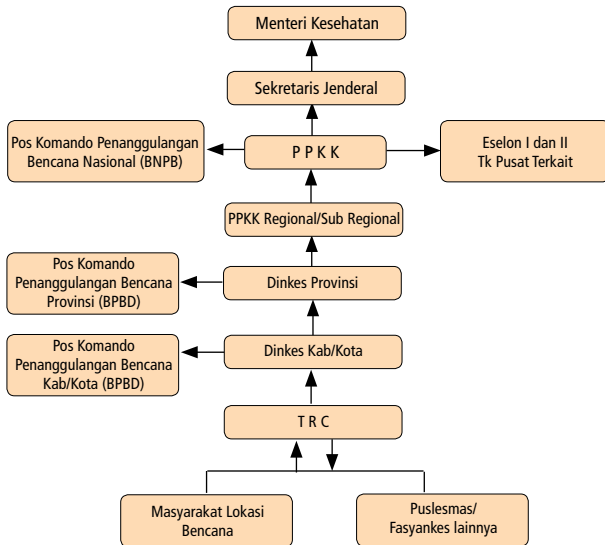 Menteri Kesehatan
Sekretaris Jenderal
Pos Komando Penanggulangan
Bencana Nasional (BNPB)
P P K K
Eselon I dan II
Tk Pusat Terkait
PPKK Regional/Sub Regional
Pos Komando
Penanggulangan Bencana
Provinsi (BPBD)
Dinkes Provinsi
Pos Komando
Penanggulangan Bencana
Kab/Kota (BPBD)
Dinkes Kab/Kota
T R C
Masyarakat Lokasi
Bencana
Puslesmas/
Fasyankes lainnya